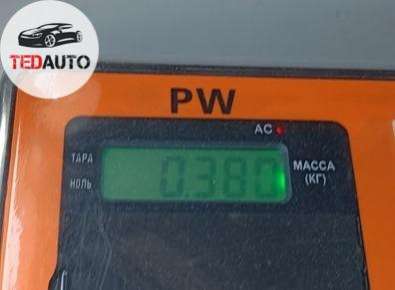 TEDAUTO
PW
AC
ТАРА
НОЛЬ
0.380
МАССА
(КГ)